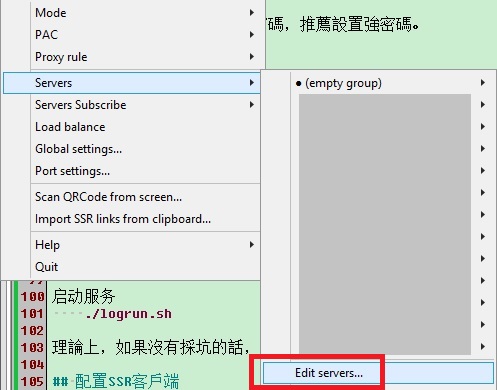 Mode
PAC
Proxy rule
Servers
Servers Subscribe
Load balance
Global settings...
Port settings...
Scan QRCode from screen...
Import SSR links from clipboard...
Help
Quit
碼，推薦設置強密碼。
● (empty group)
Edit servers...
100 启动服务
101 ····./logrun.sh
102
103 理論上，如果沒有採坑的話，
104
105 ##·配置SSR客戶端